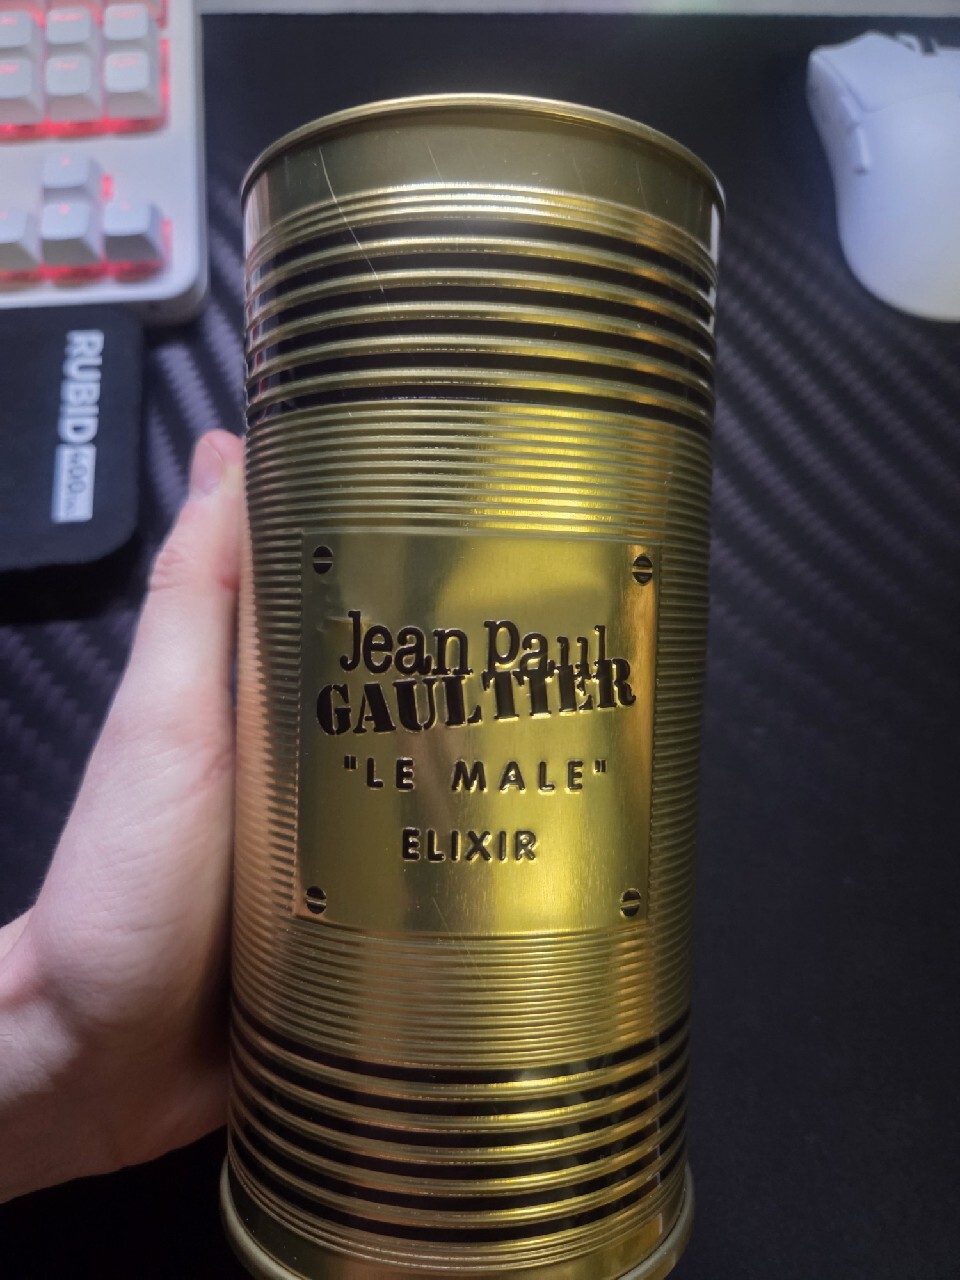 Jean Paul
GAULTIER
"LE MALE"
ELIXIR
RUBID